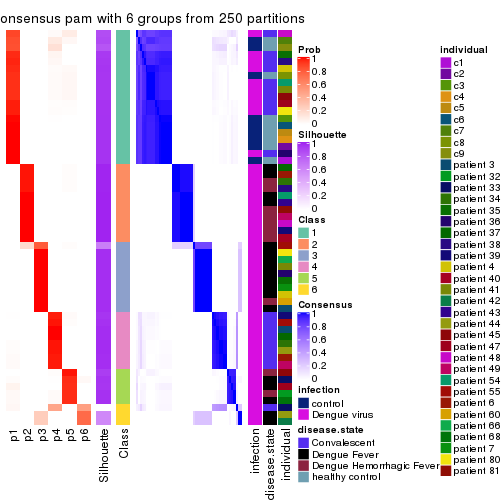 onsensus pam with 6 groups from 250 partitions
Prob
1
0.8
0.6
0.4
0.2
0
Silhouette
1
0.8
0.6
0.4
0.2
0
Class
1
2
3
4
5
6
Consensus
1
0.8
0.6
0.4
0.2
0
infection
control
Dengue virus
disease.state
Convalescent
Dengue Fever
Dengue Hemorrhagic Fever
healthy control
individual
c1
c2
c3
c4
c5
c6
c7
c8
c9
patient 3
patient 32
patient 33
patient 34
patient 35
patient 36
patient 37
patient 38
patient 39
patient 4
patient 40
patient 41
patient 42
patient 43
patient 44
patient 45
patient 47
patient 48
patient 49
patient 54
patient 55
patient 6
patient 60
patient 66
patient 68
patient 7
patient 80
patient 81
p1
p2
p3
p4
p5
p6
Silhouette
Class
infection
disease.state
individual